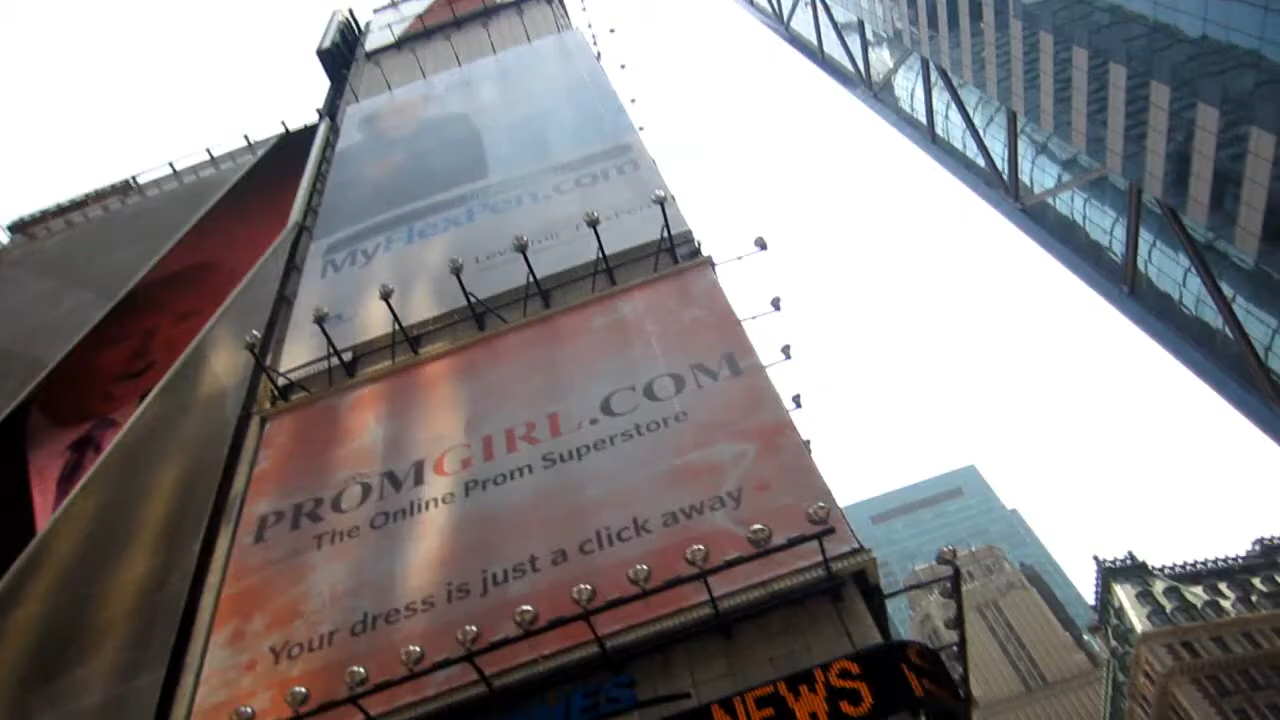 MyFlexPen.com
PROMGIRL.COM
The Online Prom Superstore
Your dress is just a click away
NEWS